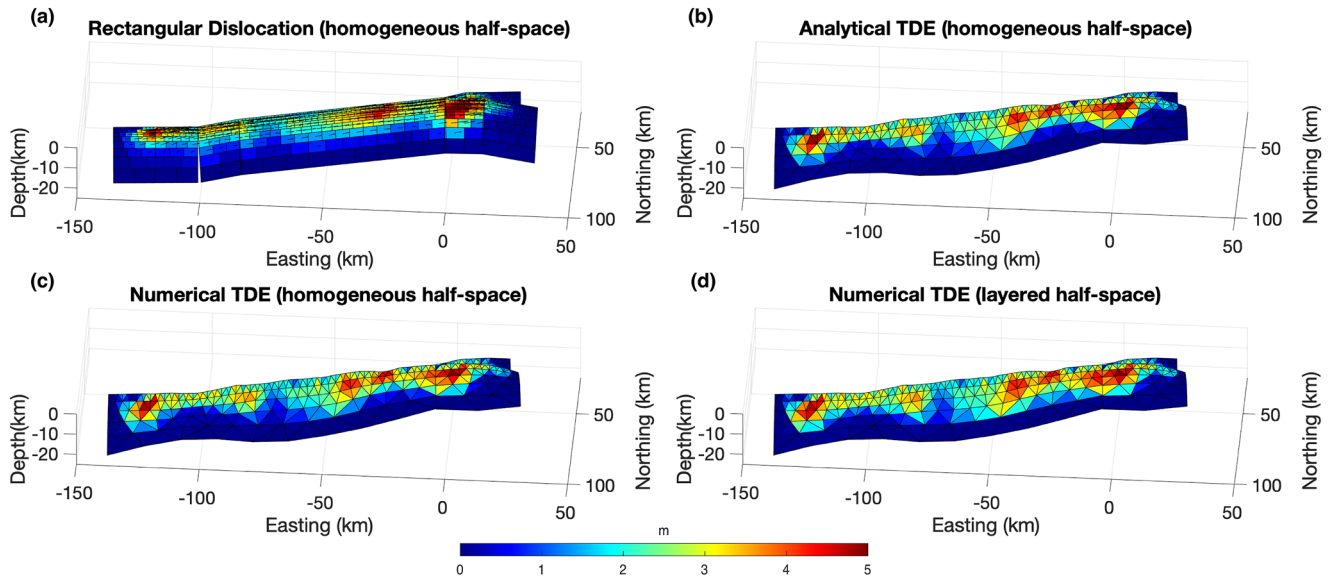 (a)
Rectangular Dislocation (homogeneous half-space)
Depth(km)
0
-10
-20
-150
-100
-50
0
50
Easting (km)
50
100
Northing (km)
(b)
Analytical TDE (homogeneous half-space)
Depth(km)
0
-10
-20
-150
-100
-50
0
50
Easting (km)
50
100
Northing (km)
(c)
Numerical TDE (homogeneous half-space)
Depth(km)
0
-10
-20
-150
-100
-50
0
50
Easting (km)
50
100
Northing (km)
(d)
Numerical TDE (layered half-space)
Depth(km)
0
-10
-20
-150
-100
-50
0
50
Easting (km)
50
100
Northing (km)
m
0 1 2 3 4 5